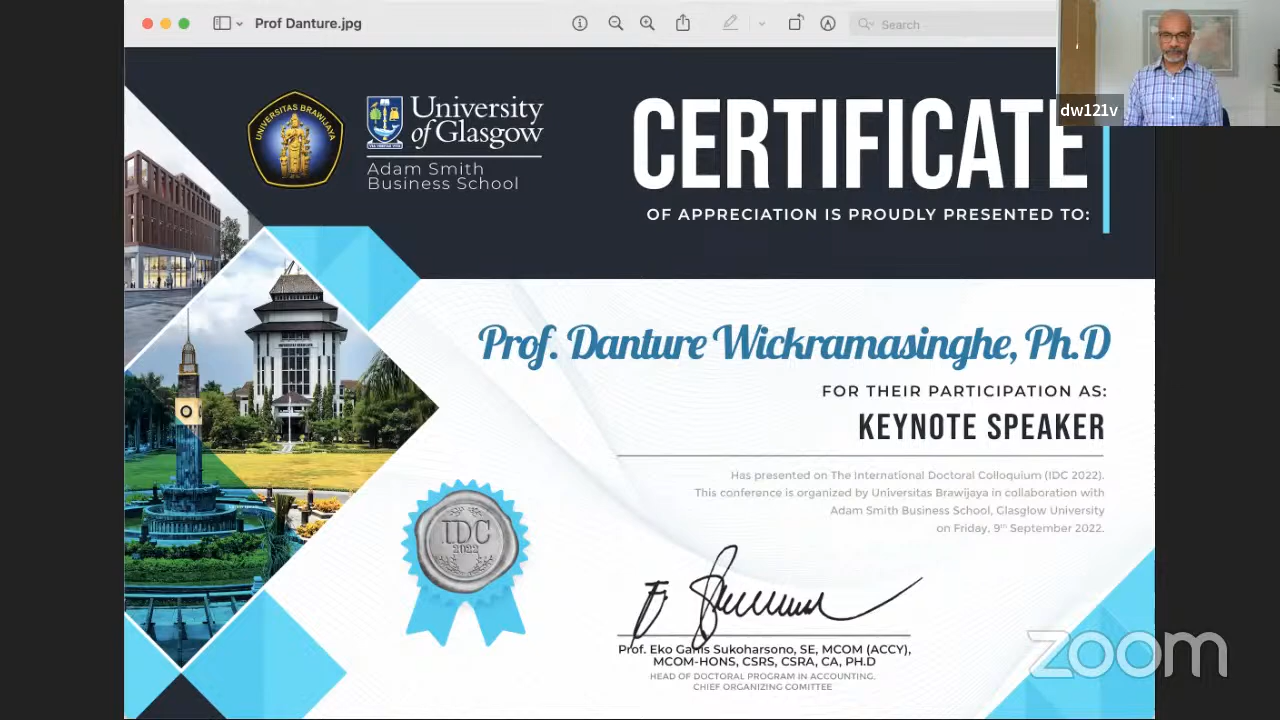 Prof Danture.jpg
Search
dw121v
UNIVERSITAS BRAWIJAYA
University
of Glasgow
Adam Smith
Business School
CERTIFICATE
OF APPRECIATION IS PROUDLY PRESENTED TO:
Prof. Danture Wickramasinghe, Ph.D
FOR THEIR PARTICIPATION AS:
KEYNOTE SPEAKER
Has presented on The International Doctoral Colloquium (IDC 2022).
This conference is organized by Universitas Brawijaya in collaboration with
Adam Smith Business School, Glasglow University
on Friday, 9th September 2022.
IDC
2022
Prof. Eko Ganis Sukoharsono, SE, MCOM (ACCY),
MCOM-HONS, CSRS, CSRA, CA, PH.D
HEAD OF DOCTORAL PROGRAM IN ACCOUNTING.
CHIEF ORGANIZING COMITTEE
zoom